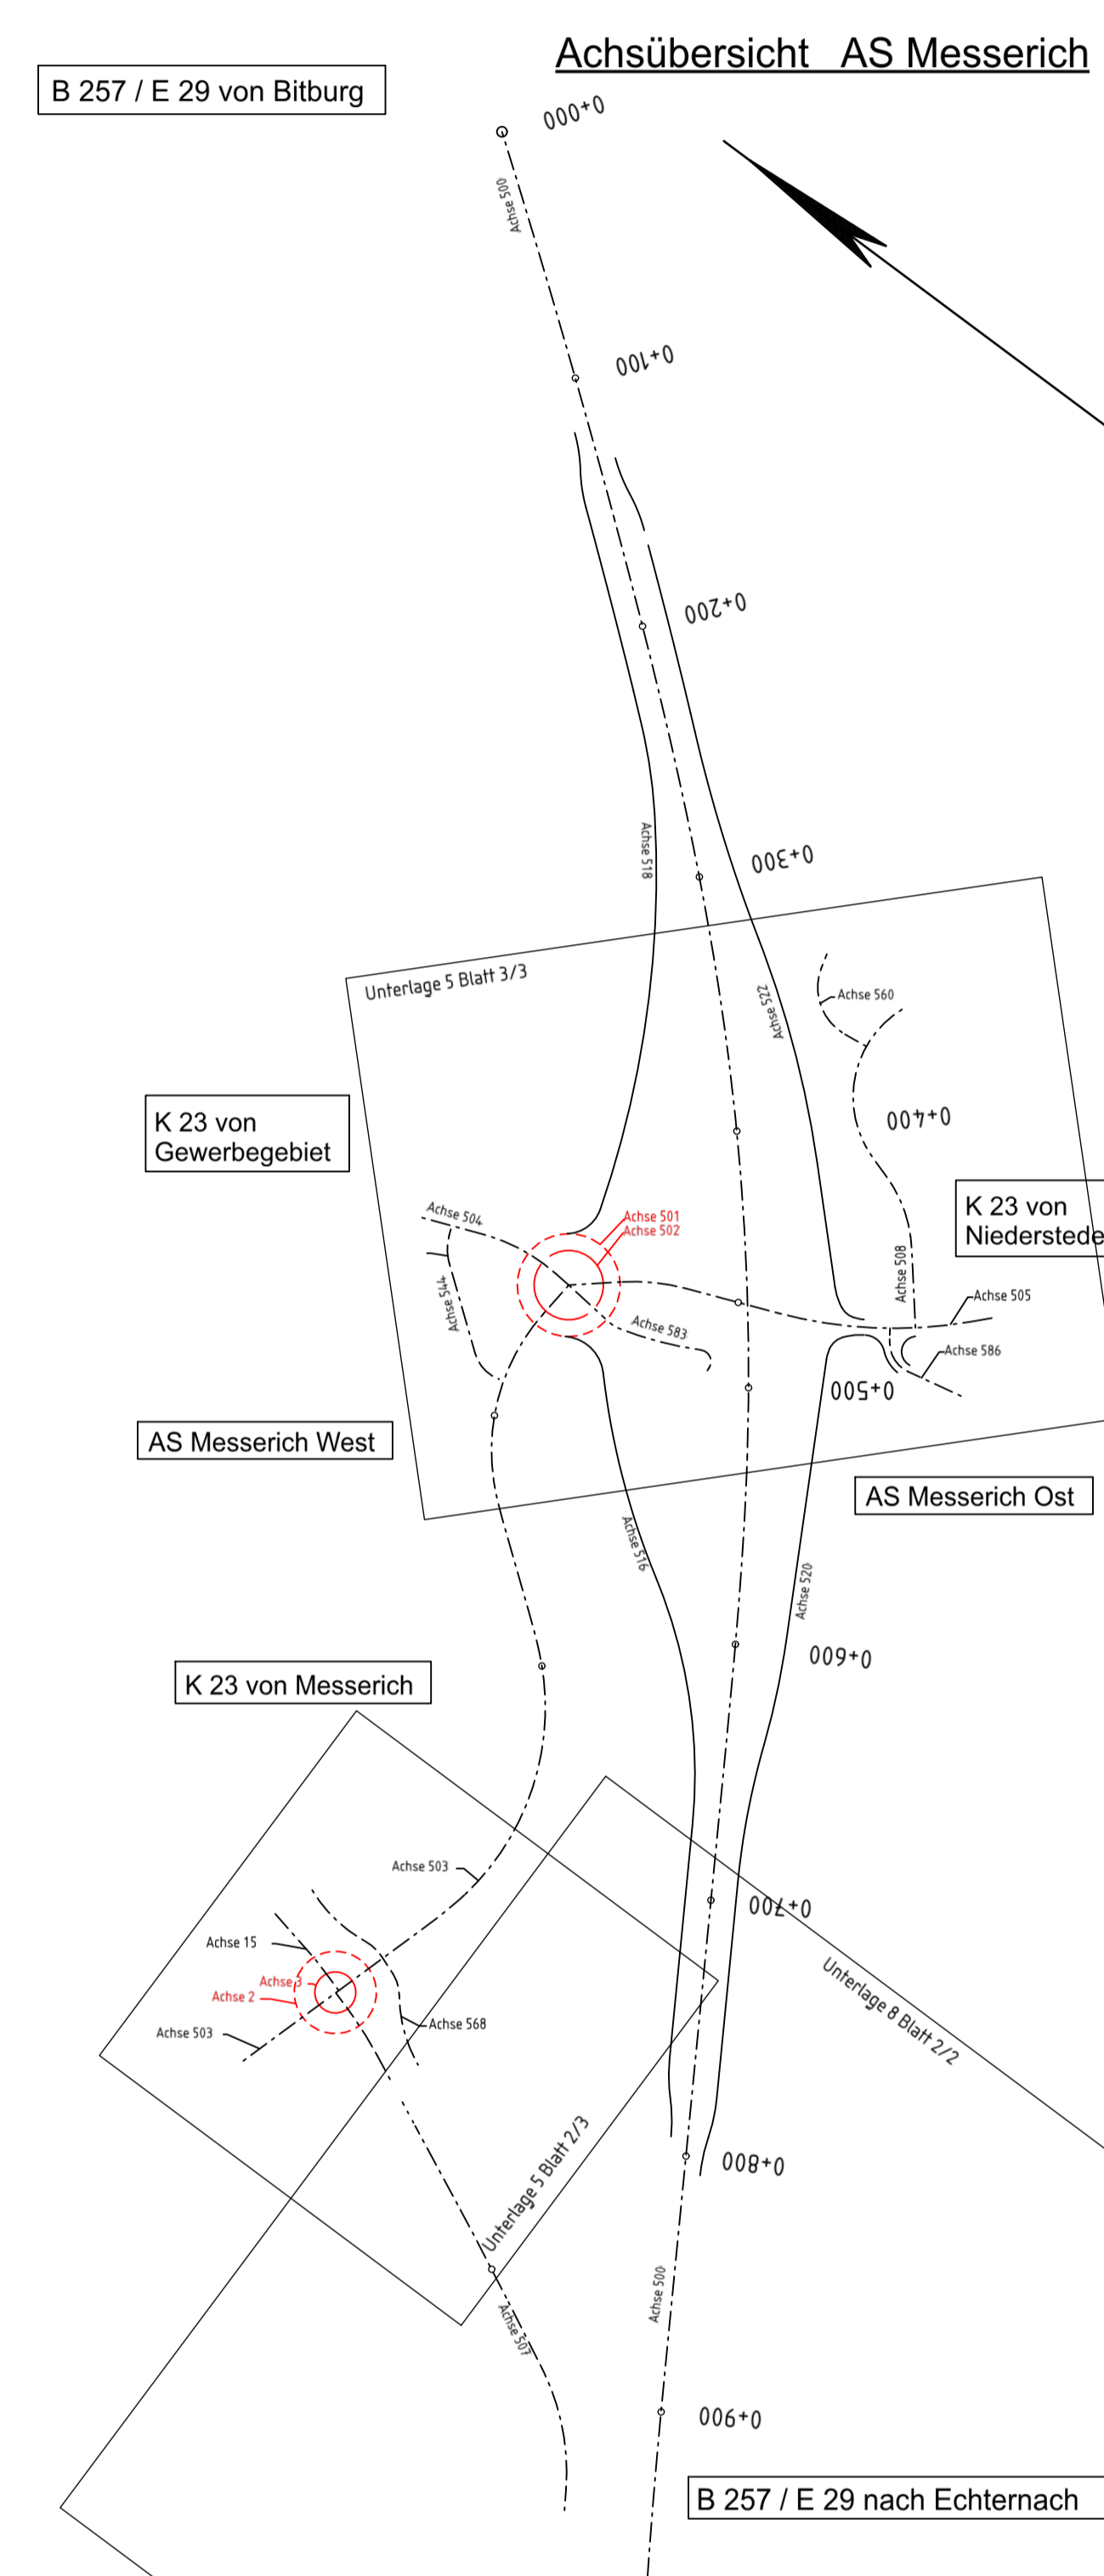 Achsübersicht AS Messerich
B 257 / E 29 von Bitburg
0+000
Achse 500
0+100
0+200
Achse 518
0+300
Unterlage 5 Blatt 3/3
Achse 522
Achse 560
K 23 von
Gewerbegebiet
0+400
K 23 von
Niederstede
Achse 504
Achse 501
Achse 502
Achse 508
Achse 544
Achse 505
Achse 583
Achse 586
0+500
AS Messerich West
AS Messerich Ost
Achse 516
Achse 520
0+600
K 23 von Messerich
Achse 503
0+700
Achse 15
Unterlage 8 Blatt 2/2
Achse 3
Achse 2
Achse 568
Achse 503
Unterlage 5 Blatt 2/3
0+800
Achse 500
Achse 507
0+900
B 257 / E 29 nach Echternach